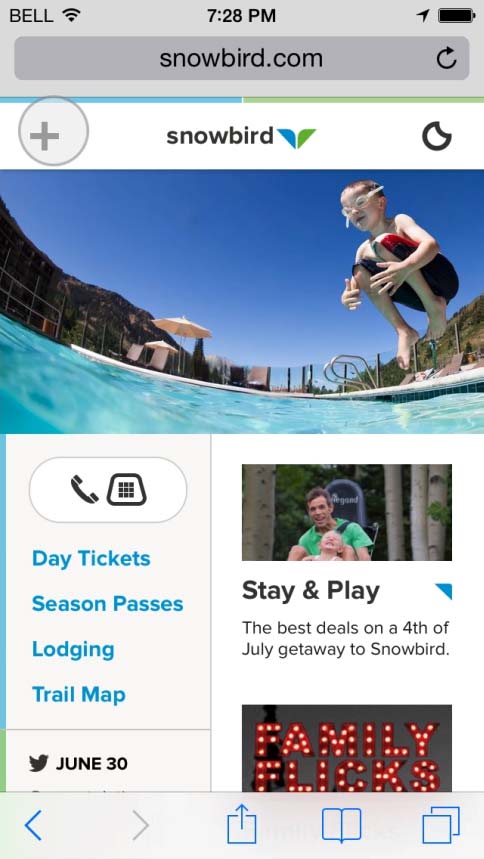 BELL 7:28 PM
snowbird.com
snowbird
Day Tickets
Season Passes
Lodging
Trail Map
JUNE 30
Stay & Play
The best deals on a 4th of
July getaway to Snowbird.
FAMILY
FLICKS